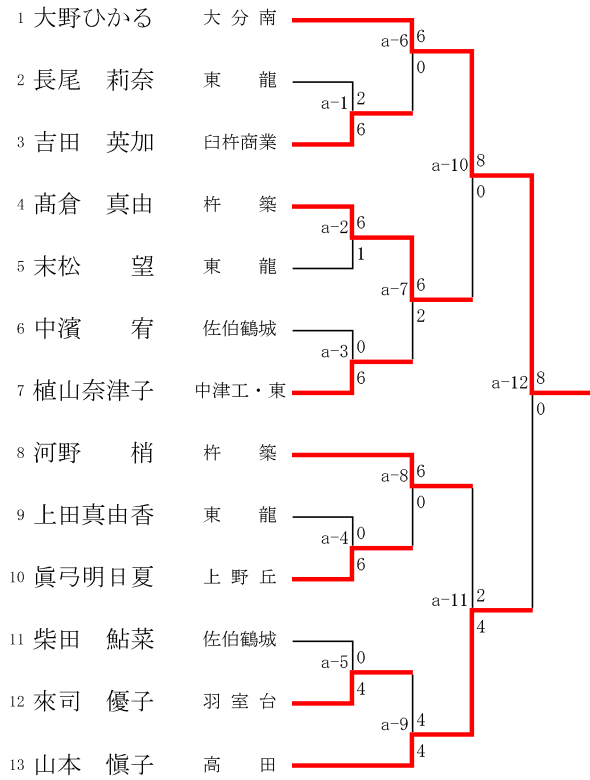 1 大野ひかる 大分南
a-6 6
0
2 長尾 莉奈 東 龍
a-1 2
6
3 吉田 英加 臼杵商業
a-10 8
0
4 髙倉 真由 杵 築
a-2 6
1
5 末松 望 東 龍
a-7 6
2
6 中濱 宥 佐伯鶴城
a-3 0
6
7 植山奈津子 中津工・東
a-12 8
0
8 河野 梢 杵 築
a-8 6
0
9 上田真由香 東 龍
a-4 0
6
10 眞弓明日夏 上野丘
a-11 2
4
11 柴田 鮎菜 佐伯鶴城
a-5 0
4
12 來司 優子 羽室台
a-9 4
4
13 山本 愼子 高 田